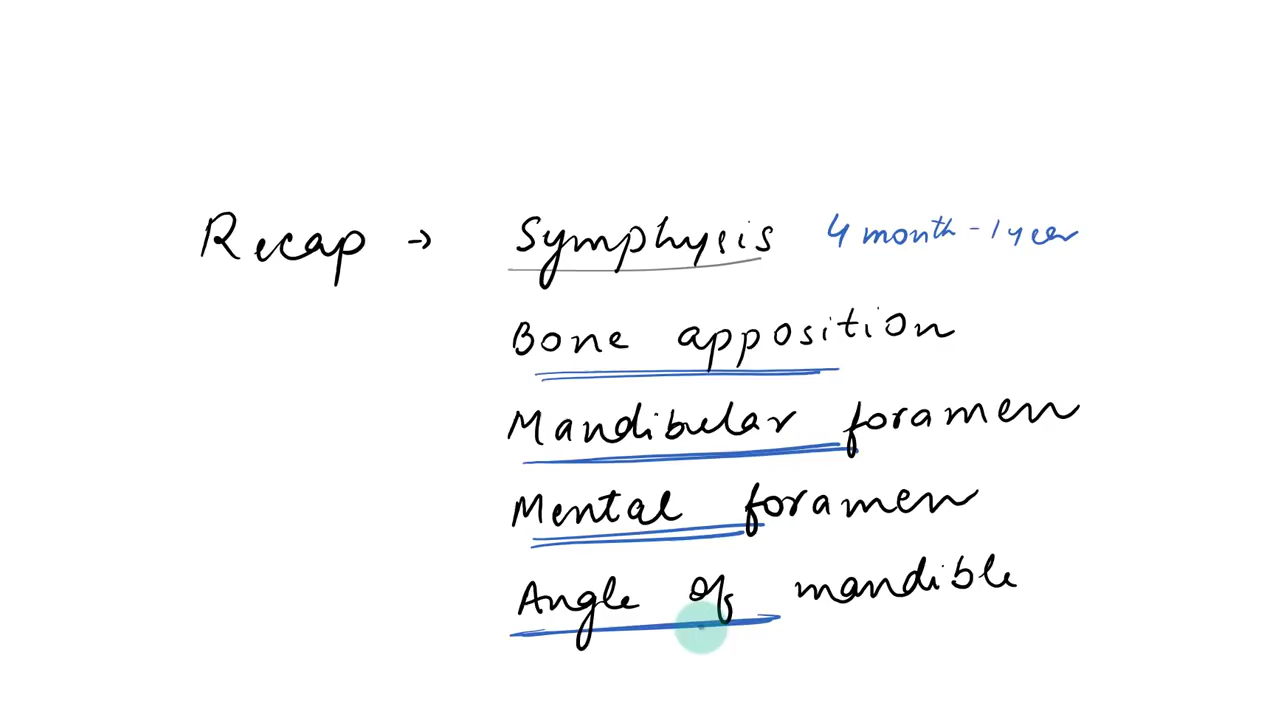 Recap → Symphysis 4 month - 1 year
Bone apposition
Mandibular foramen
Mental foramen
Angle of mandible